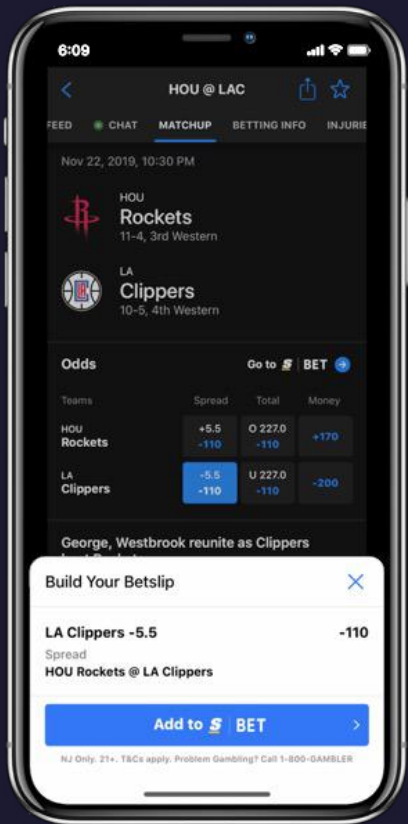 6:09
HOU @ LAC
FEED CHAT MATCHUP BETTING INFO INJURIE
Nov 22, 2019, 10:30 PM
HOU
Rockets
11-4, 3rd Western
LA
Clippers
10-5, 4th Western
Odds Go to S | BET
Teams Spread Total Money
HOU +5.5 O 227.0
Rockets -110 -110 +170
LA -5.5 U 227.0
Clippers -110 -110 -200
George, Westbrook reunite as Clippers
Build Your Betslip
LA Clippers -5.5 -110
Spread
HOU Rockets @ LA Clippers
Add to S | BET
NJ Only. 21+. T&Cs apply. Problem Gambling? Call 1-800-GAMBLER